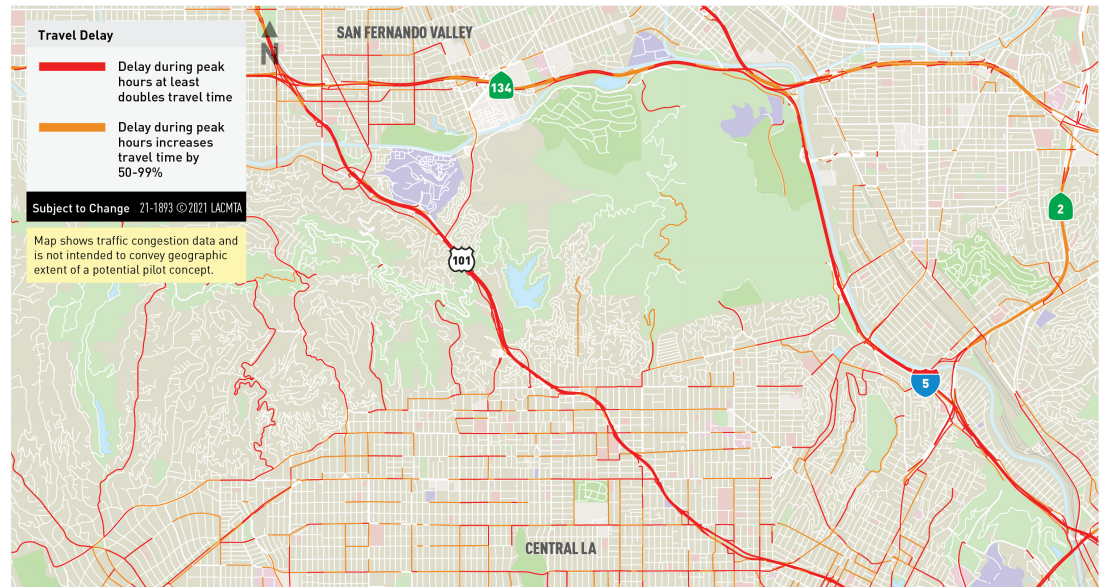 Travel Delay
Delay during peak
hours at least
doubles travel time
Delay during peak
hours increases
travel time by
50-99%
Subject to Change 21-1893 ©2021 LACMTA
Map shows traffic congestion data and
is not intended to convey geographic
extent of a potential pilot concept.
N
SAN FERNANDO VALLEY
134
2
101
5
CENTRAL LA